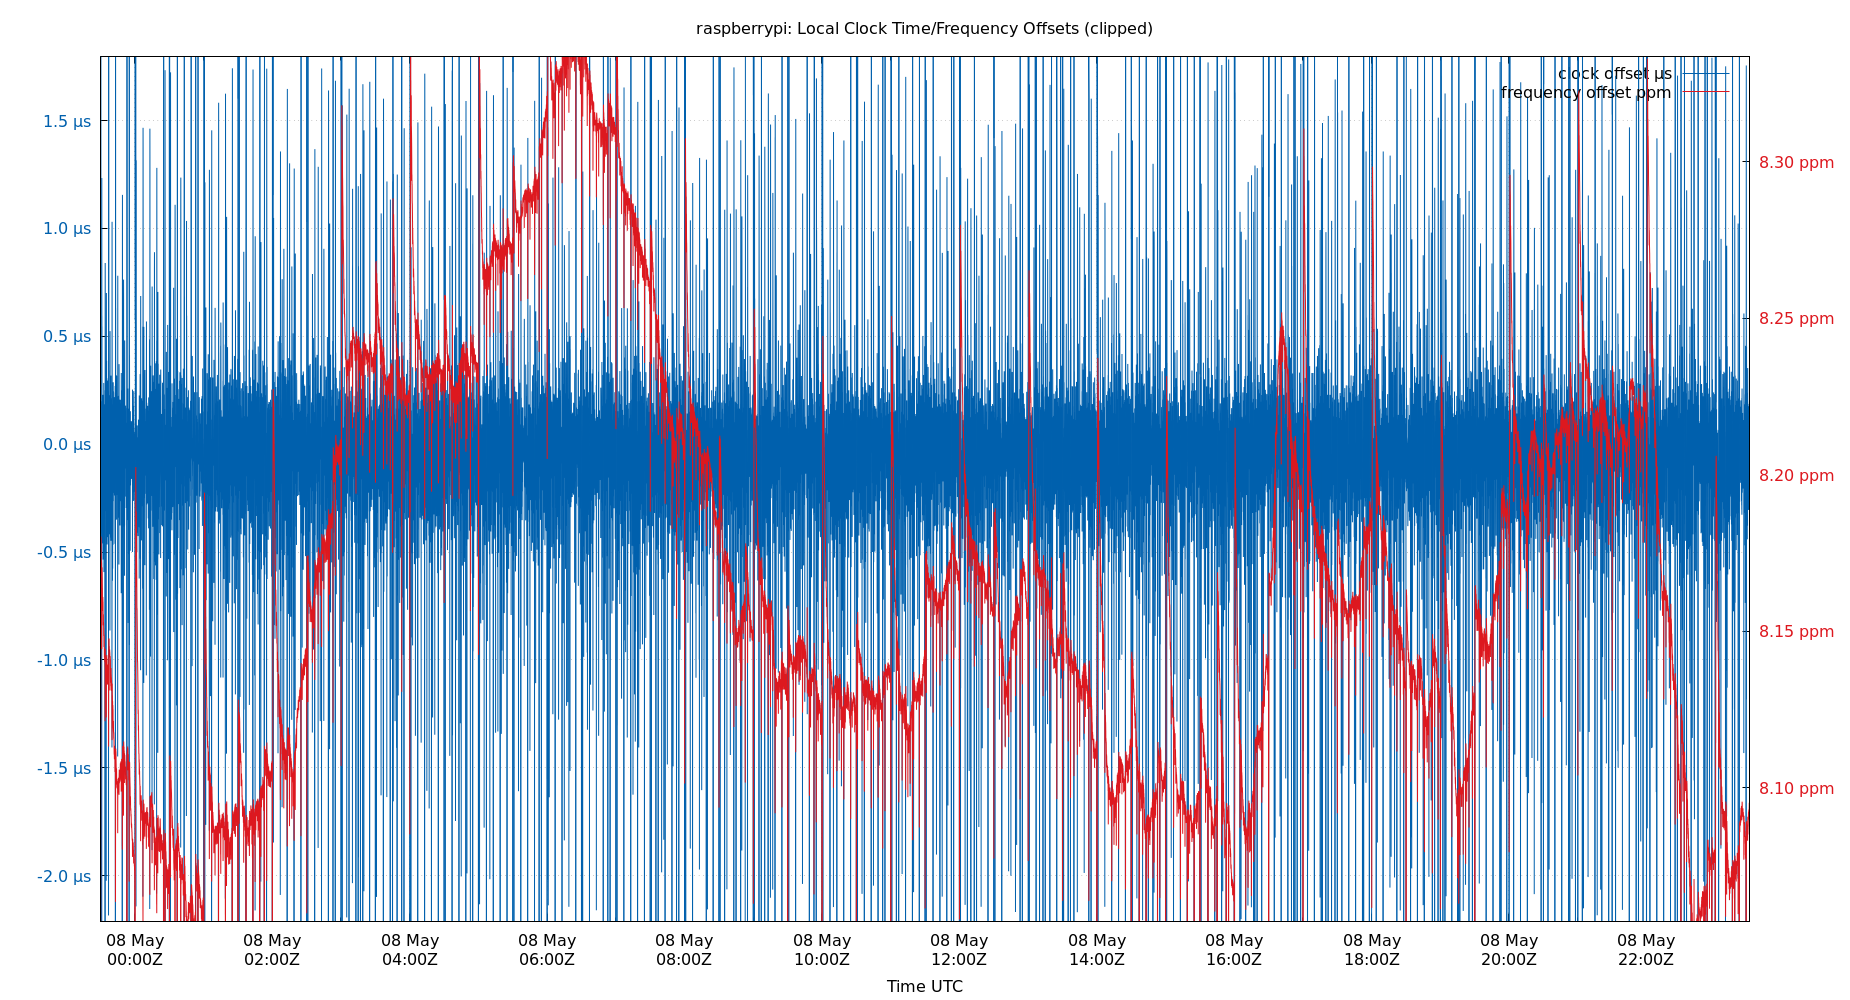 raspberrypi: Local Clock Time/Frequency Offsets (clipped)
clock offset µs
frequency offset ppm
1.5 µs
1.0 µs
0.5 µs
0.0 µs
-0.5 µs
-1.0 µs
-1.5 µs
-2.0 µs
8.30 ppm
8.25 ppm
8.20 ppm
8.15 ppm
8.10 ppm
08 May 08 May 08 May 08 May 08 May 08 May 08 May 08 May 08 May 08 May 08 May 08 May
00:00Z 02:00Z 04:00Z 06:00Z 08:00Z 10:00Z 12:00Z 14:00Z 16:00Z 18:00Z 20:00Z 22:00Z
Time UTC